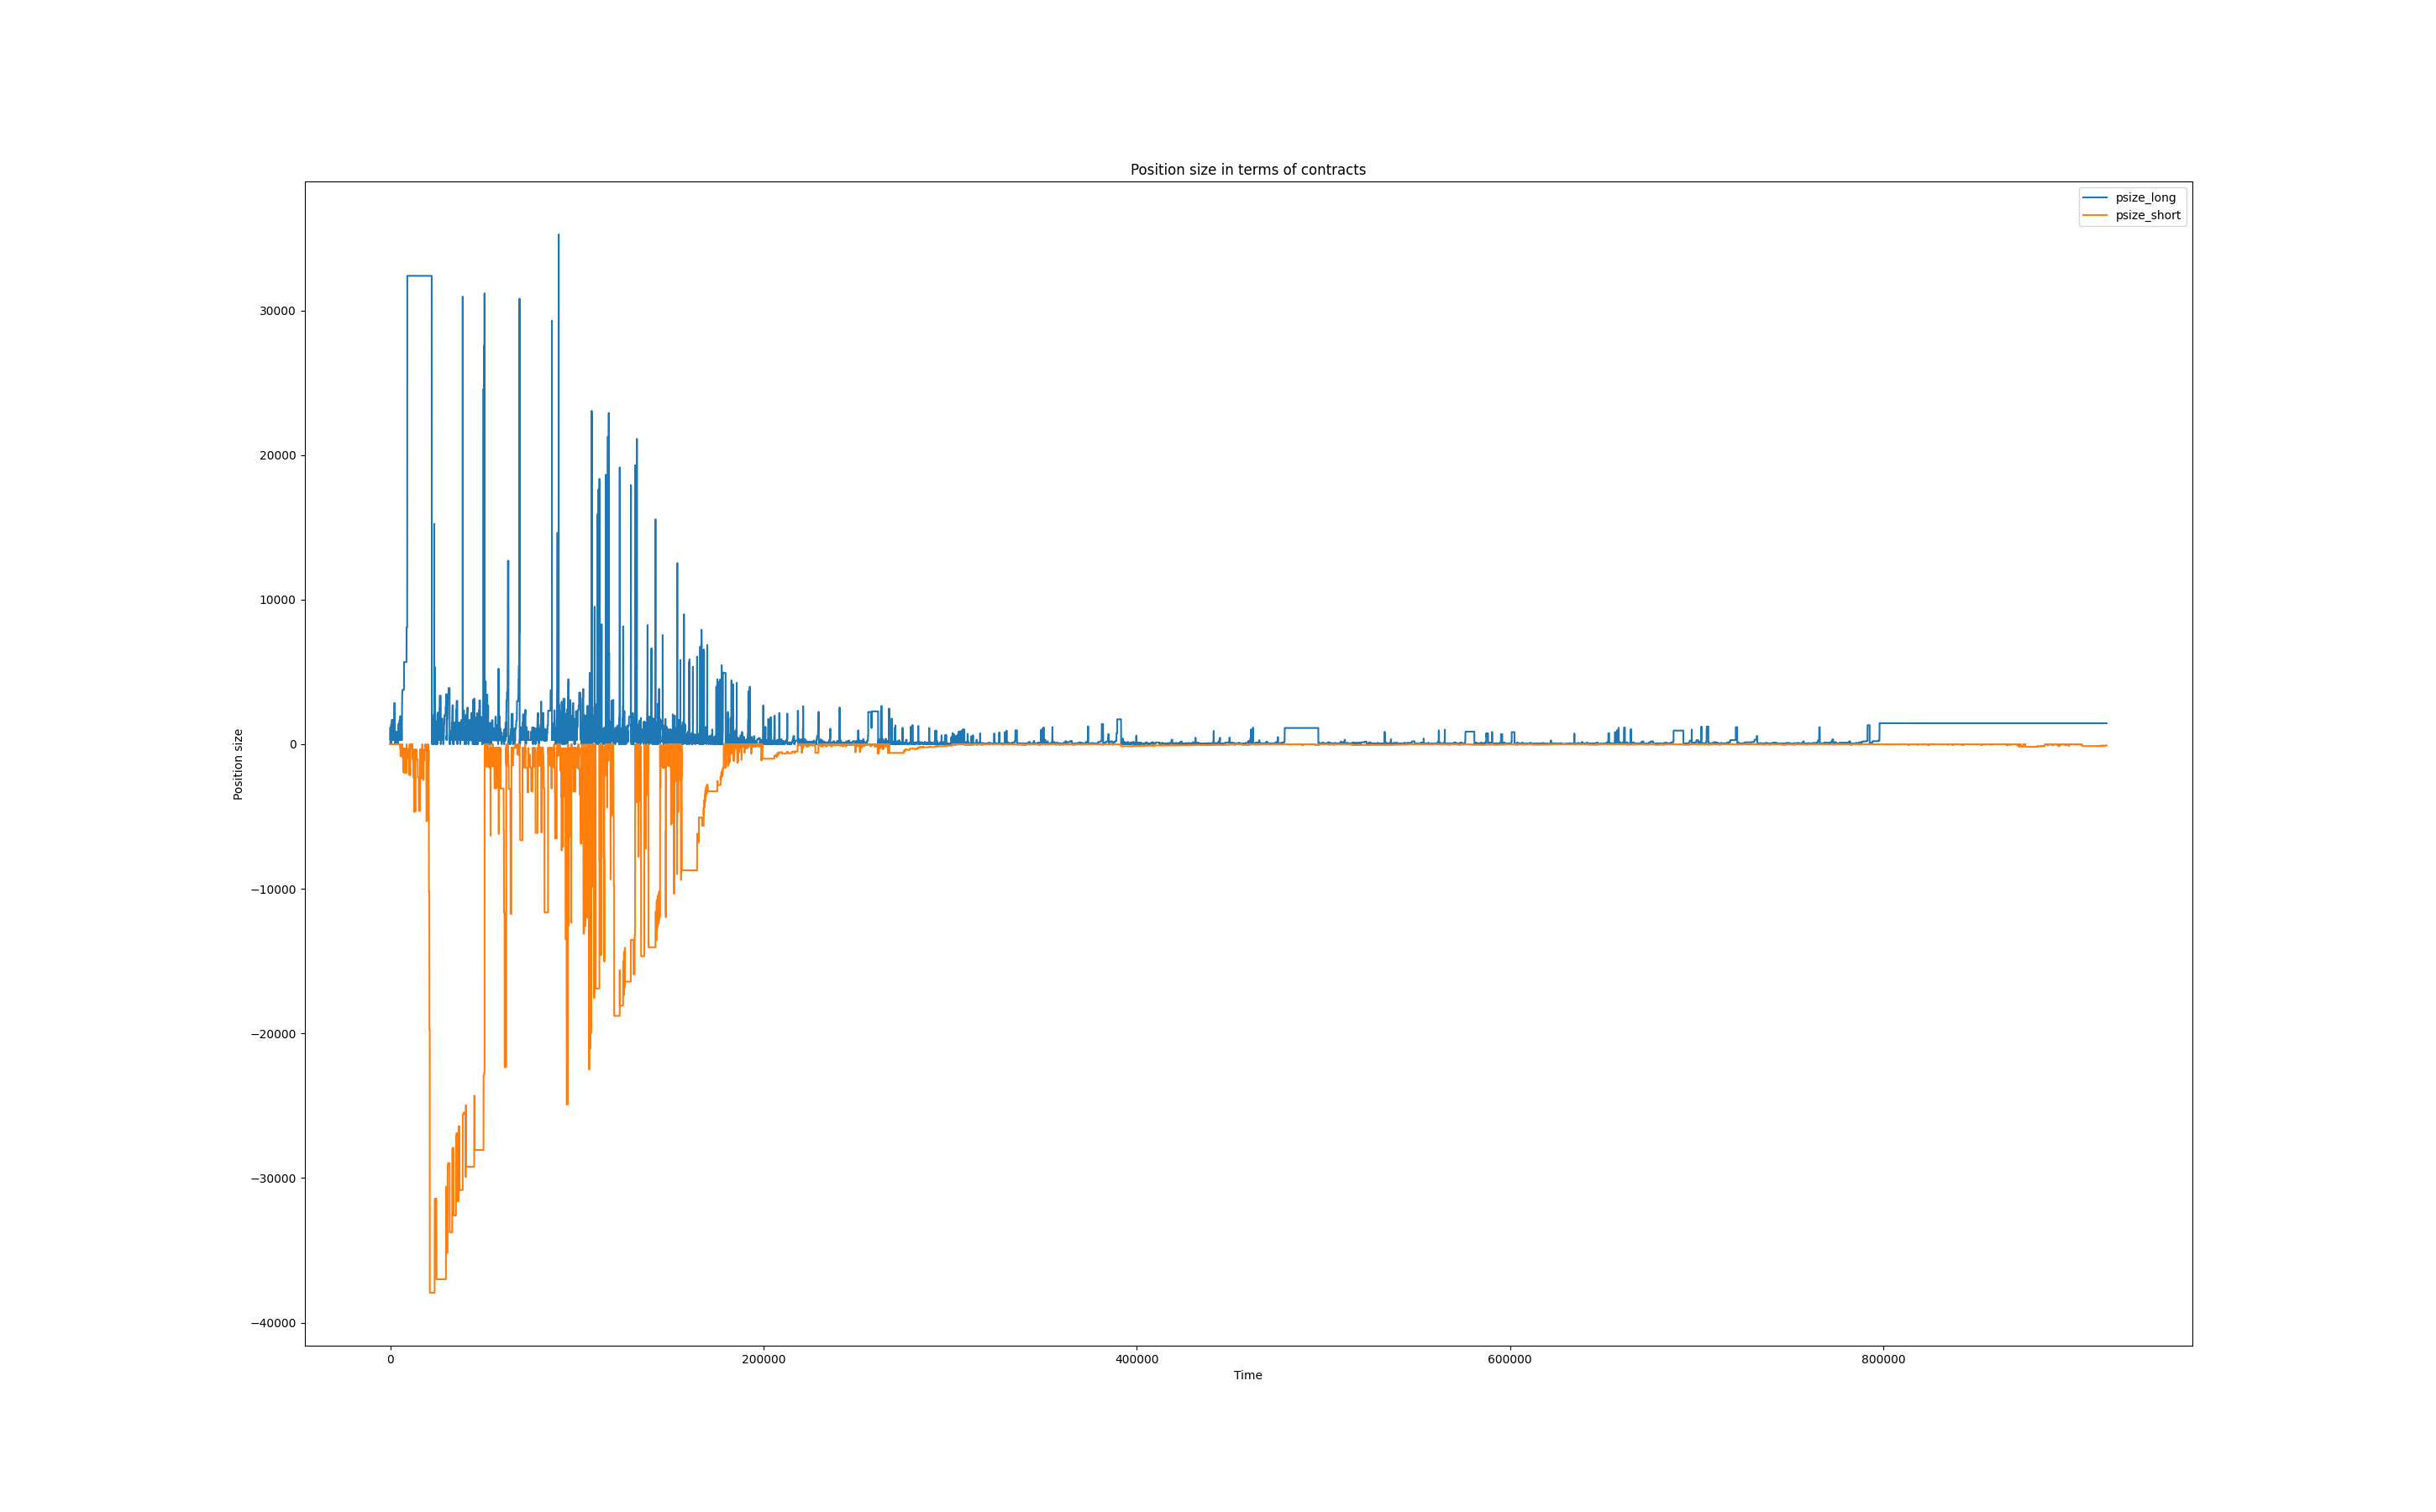 Position size in terms of contracts
psize_long
psize_short
30000
20000
10000
0
−10000
−20000
−30000
−40000
Position size
0
200000
400000
600000
800000
Time